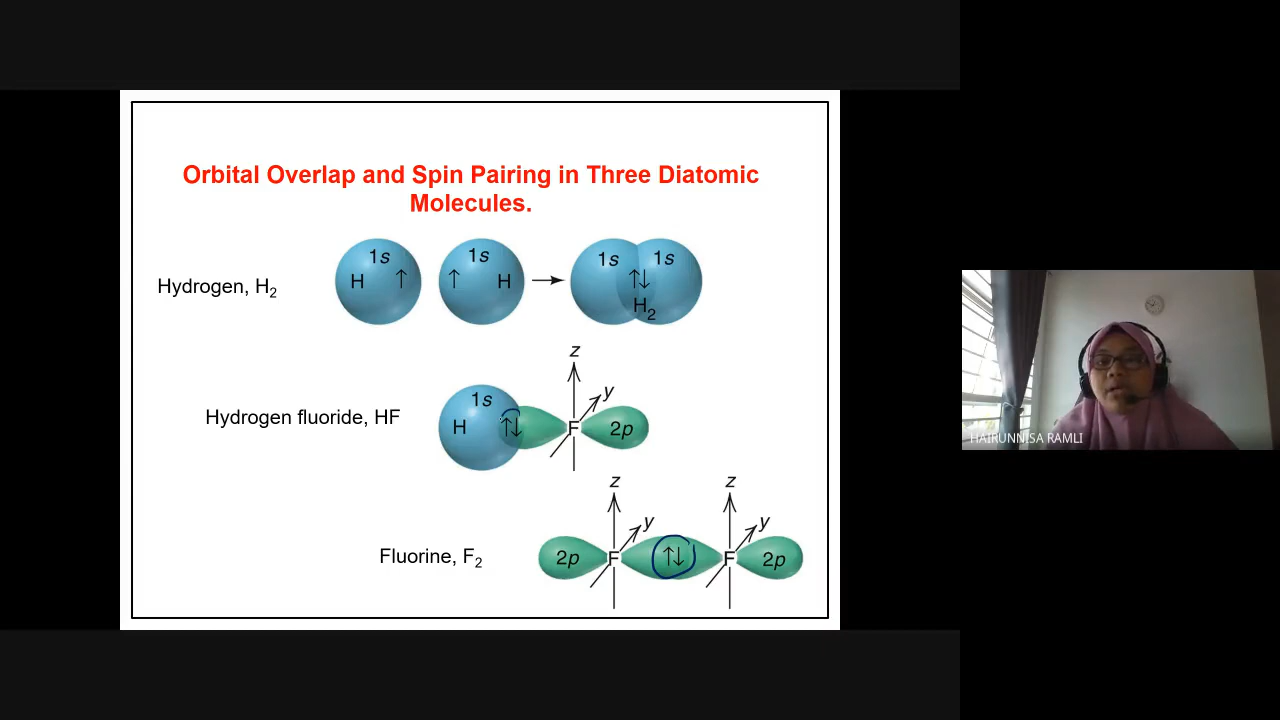 Orbital Overlap and Spin Pairing in Three Diatomic
Molecules.
Hydrogen, H₂
1s
H ↑
1s
↑ H
1s 1s
↑↓
H₂
Hydrogen fluoride, HF
1s
H ↑↓
z
y
F 2p
Fluorine, F₂
z
y
2p F ↑↓
z
y
F 2p
HAIRUNNISA RAMLI